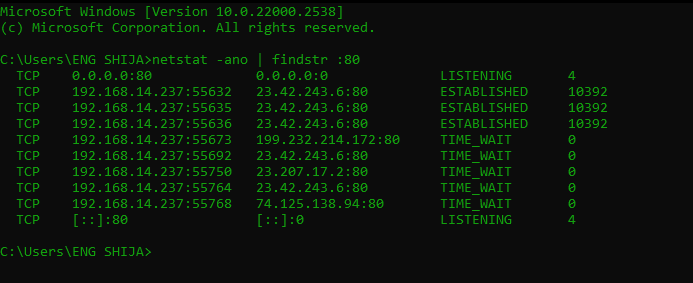 Microsoft Windows [Version 10.0.22000.2538]
(c) Microsoft Corporation. All rights reserved.
C:\Users\ENG SHIJA>netstat -ano | findstr :80
TCP 0.0.0.0:80 0.0.0.0:0 LISTENING 4
TCP 192.168.14.237:55632 23.42.243.6:80 ESTABLISHED 10392
TCP 192.168.14.237:55635 23.42.243.6:80 ESTABLISHED 10392
TCP 192.168.14.237:55636 23.42.243.6:80 ESTABLISHED 10392
TCP 192.168.14.237:55673 199.232.214.172:80 TIME_WAIT 0
TCP 192.168.14.237:55692 23.42.243.6:80 TIME_WAIT 0
TCP 192.168.14.237:55750 23.207.17.2:80 TIME_WAIT 0
TCP 192.168.14.237:55764 23.42.243.6:80 TIME_WAIT 0
TCP 192.168.14.237:55768 74.125.138.94:80 TIME_WAIT 0
TCP [::]:80 [::]:0 LISTENING 4
C:\Users\ENG SHIJA>